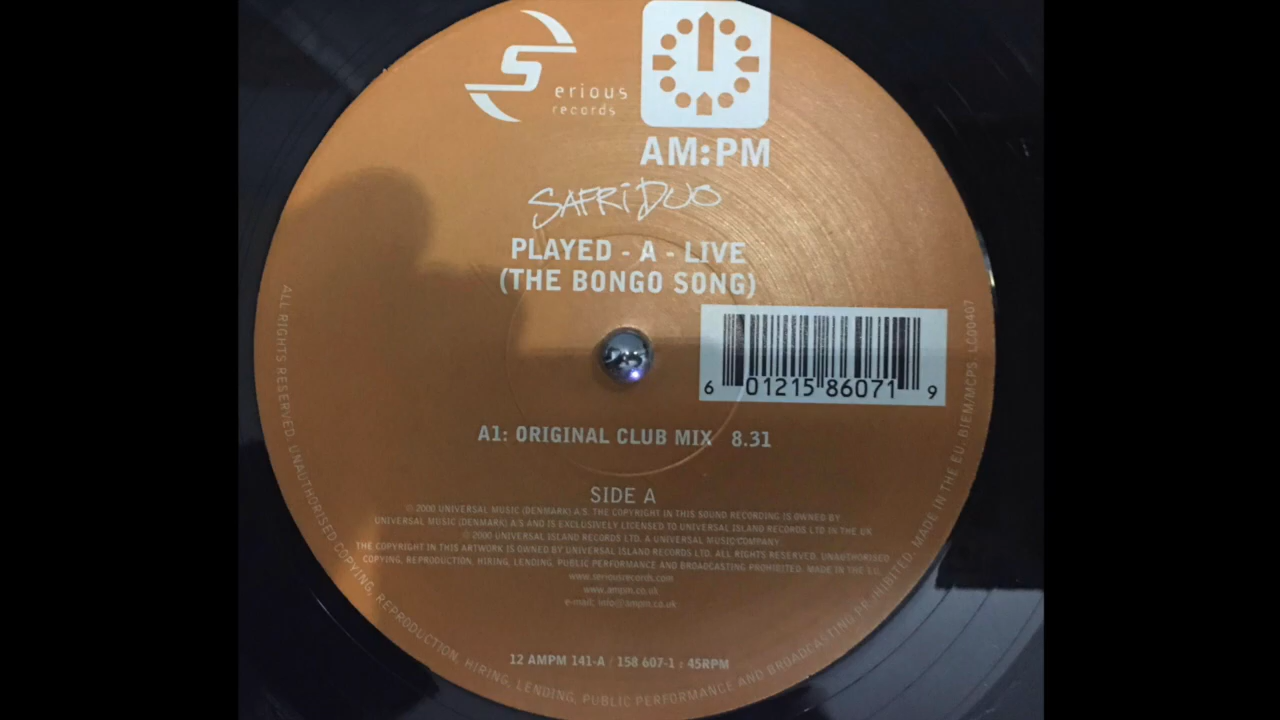 S
erious
records
AM:PM
SAFRi DUO
PLAYED - A - LIVE
(THE BONGO SONG)
6 01215 86071 9
A1: ORIGINAL CLUB MIX 8.31
SIDE A
℗ 2000 UNIVERSAL MUSIC (DENMARK) A.S. THE COPYRIGHT IN THIS SOUND RECORDING IS OWNED BY
UNIVERSAL MUSIC (DENMARK) A.S AND IS EXCLUSIVELY LICENSED TO UNIVERSAL ISLAND RECORDS LTD IN THE UK
© 2000 UNIVERSAL ISLAND RECORDS LTD. A UNIVERSAL MUSIC COMPANY
THE COPYRIGHT IN THIS ARTWORK IS OWNED BY UNIVERSAL ISLAND RECORDS LTD. ALL RIGHTS RESERVED. UNAUTHORISED
COPYING, REPRODUCTION, HIRING, LENDING, PUBLIC PERFORMANCE AND BROADCASTING PROHIBITED. MADE IN THE EU.
www.seriousrecords.com
www.ampm.co.uk
e-mail: info@ampm.co.uk
12 AMPM 141-A / 158 607-1 : 45RPM
ALL RIGHTS RESERVED. UNAUTHORISED COPYING, REPRODUCTION, HIRING, LENDING, PUBLIC PERFORMANCE AND BROADCASTING PROHIBITED. MADE IN THE EU. BIEM/MCPS. LC00407